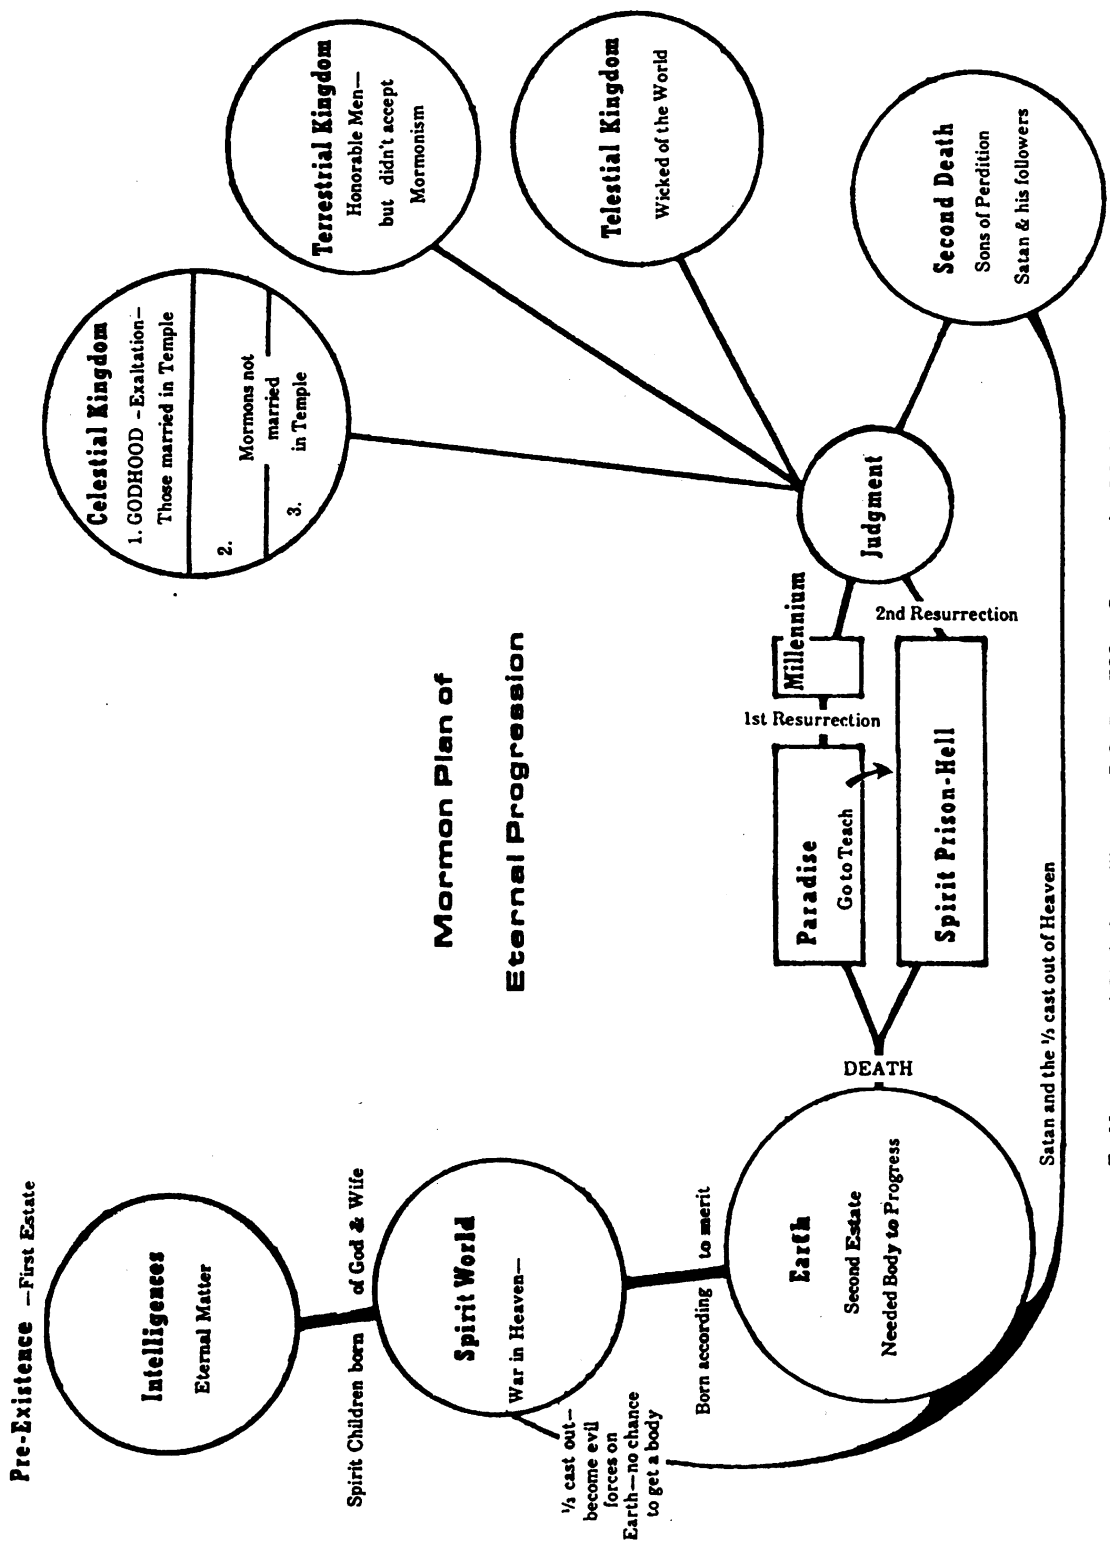 Pre-Existence —First Estate
Intelligences
Eternal Matter
Spirit Children born of God & Wife
Spirit World
War in Heaven—
⅓ cast out—
become evil
forces on
Earth—no chance
to get a body
Born according to merit
Earth
Second Estate
Needed Body to Progress
Mormon Plan of
Eternal Progression
DEATH
Paradise
Go to Teach
Spirit Prison-Hell
1st Resurrection
Millennium
2nd Resurrection
Judgment
Celestial Kingdom
1. GODHOOD -Exaltation—
Those married in Temple
2.
Mormons not
married
3. in Temple
Terrestrial Kingdom
Honorable Men—
but didn't accept
Mormonism
Telestial Kingdom
Wicked of the World
Second Death
Sons of Perdition
Satan & his followers
Satan and the ⅓ cast out of Heaven